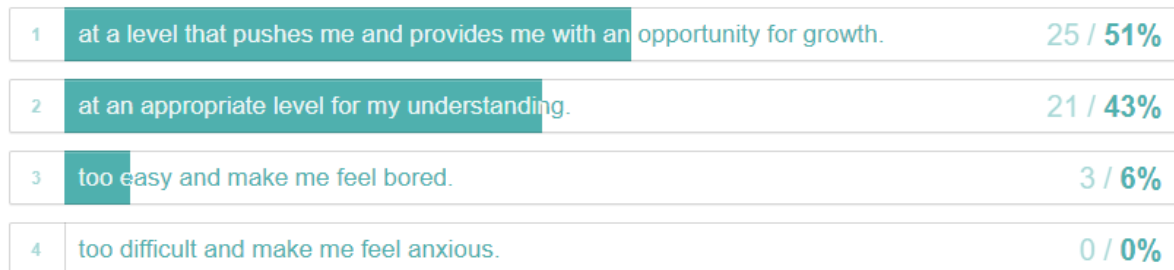 1 at a level that pushes me and provides me with an opportunity for growth. 25 / 51%
2 at an appropriate level for my understanding. 21 / 43%
3 too easy and make me feel bored. 3 / 6%
4 too difficult and make me feel anxious. 0 / 0%